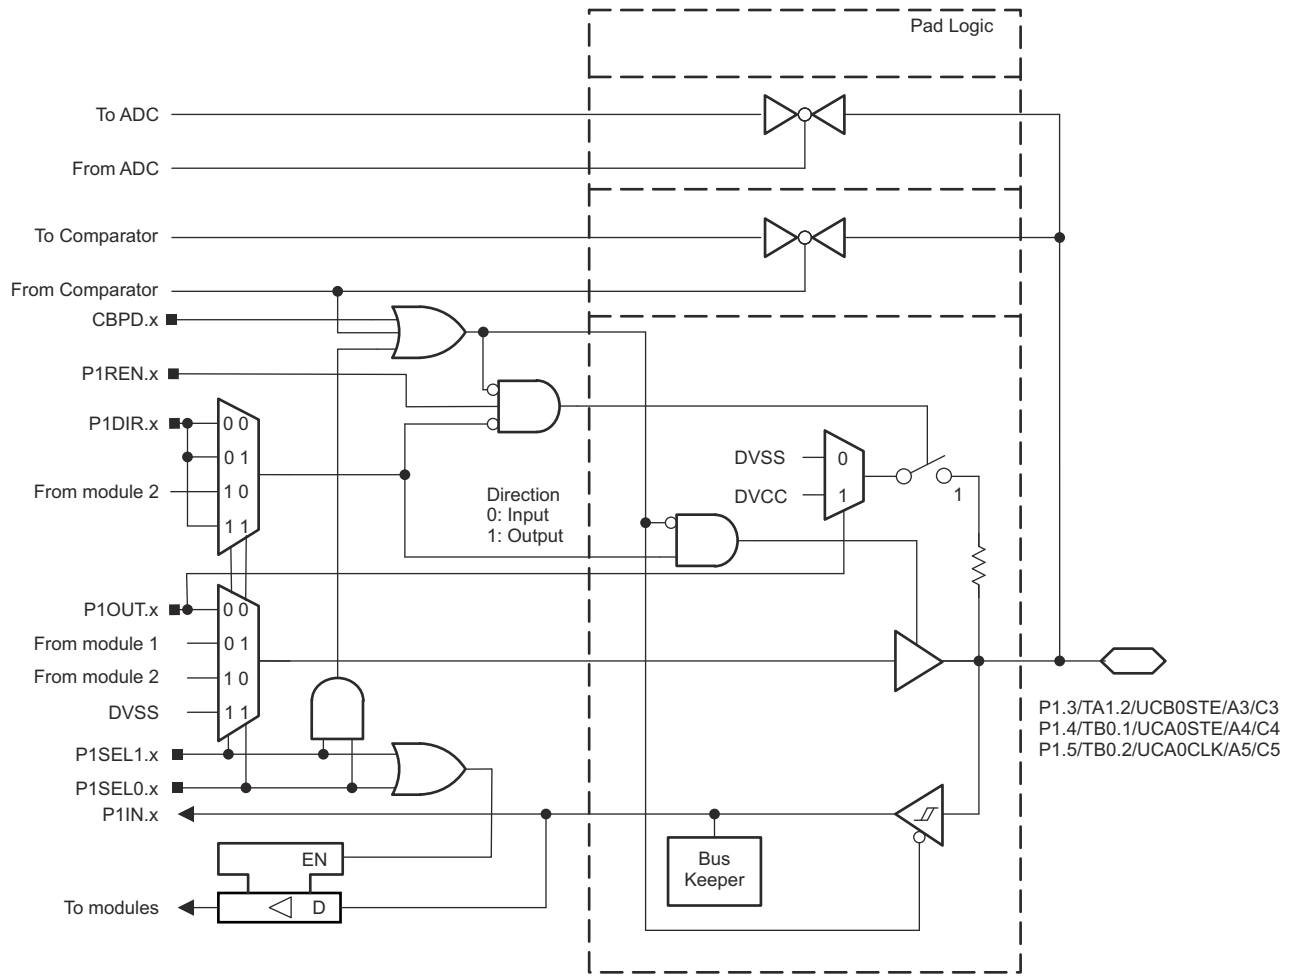 Pad Logic
To ADC
From ADC
To Comparator
From Comparator
CBPD.x
P1REN.x
P1DIR.x
0 0
0 1
From module 2
1 0
1 1
Direction
0: Input
1: Output
DVSS
0
DVCC
1
1
P1OUT.x
0 0
From module 1
0 1
From module 2
1 0
DVSS
1 1
P1.3/TA1.2/UCB0STE/A3/C3
P1.4/TB0.1/UCA0STE/A4/C4
P1.5/TB0.2/UCA0CLK/A5/C5
P1SEL1.x
P1SEL0.x
P1IN.x
Bus
Keeper
EN
To modules
D